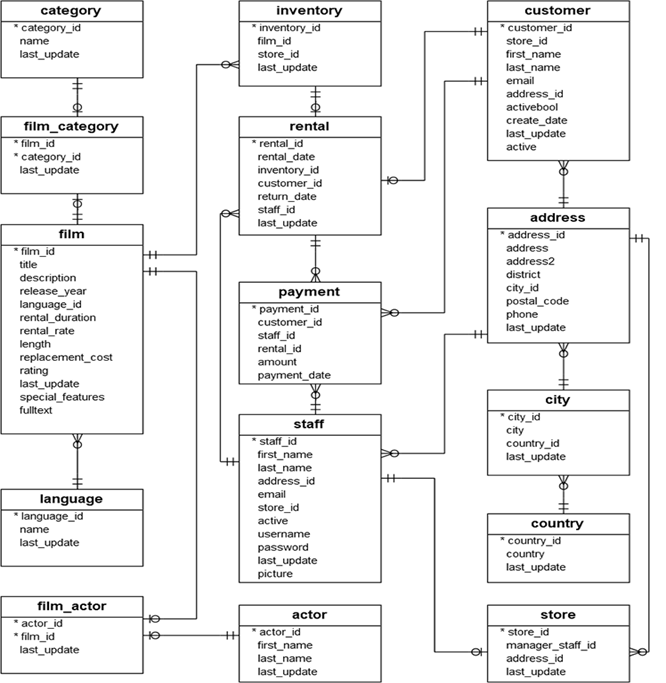 category
* category_id
name
last_update
film_category
* film_id
* category_id
last_update
film
* film_id
title
description
release_year
language_id
rental_duration
rental_rate
length
replacement_cost
rating
last_update
special_features
fulltext
language
* language_id
name
last_update
film_actor
* actor_id
* film_id
last_update
inventory
* inventory_id
film_id
store_id
last_update
rental
* rental_id
rental_date
inventory_id
customer_id
return_date
staff_id
last_update
payment
* payment_id
customer_id
staff_id
rental_id
amount
payment_date
staff
* staff_id
first_name
last_name
address_id
email
store_id
active
username
password
last_update
picture
actor
* actor_id
first_name
last_name
last_update
customer
* customer_id
store_id
first_name
last_name
email
address_id
activebool
create_date
last_update
active
address
* address_id
address
address2
district
city_id
postal_code
phone
last_update
city
* city_id
city
country_id
last_update
country
* country_id
country
last_update
store
* store_id
manager_staff_id
address_id
last_update